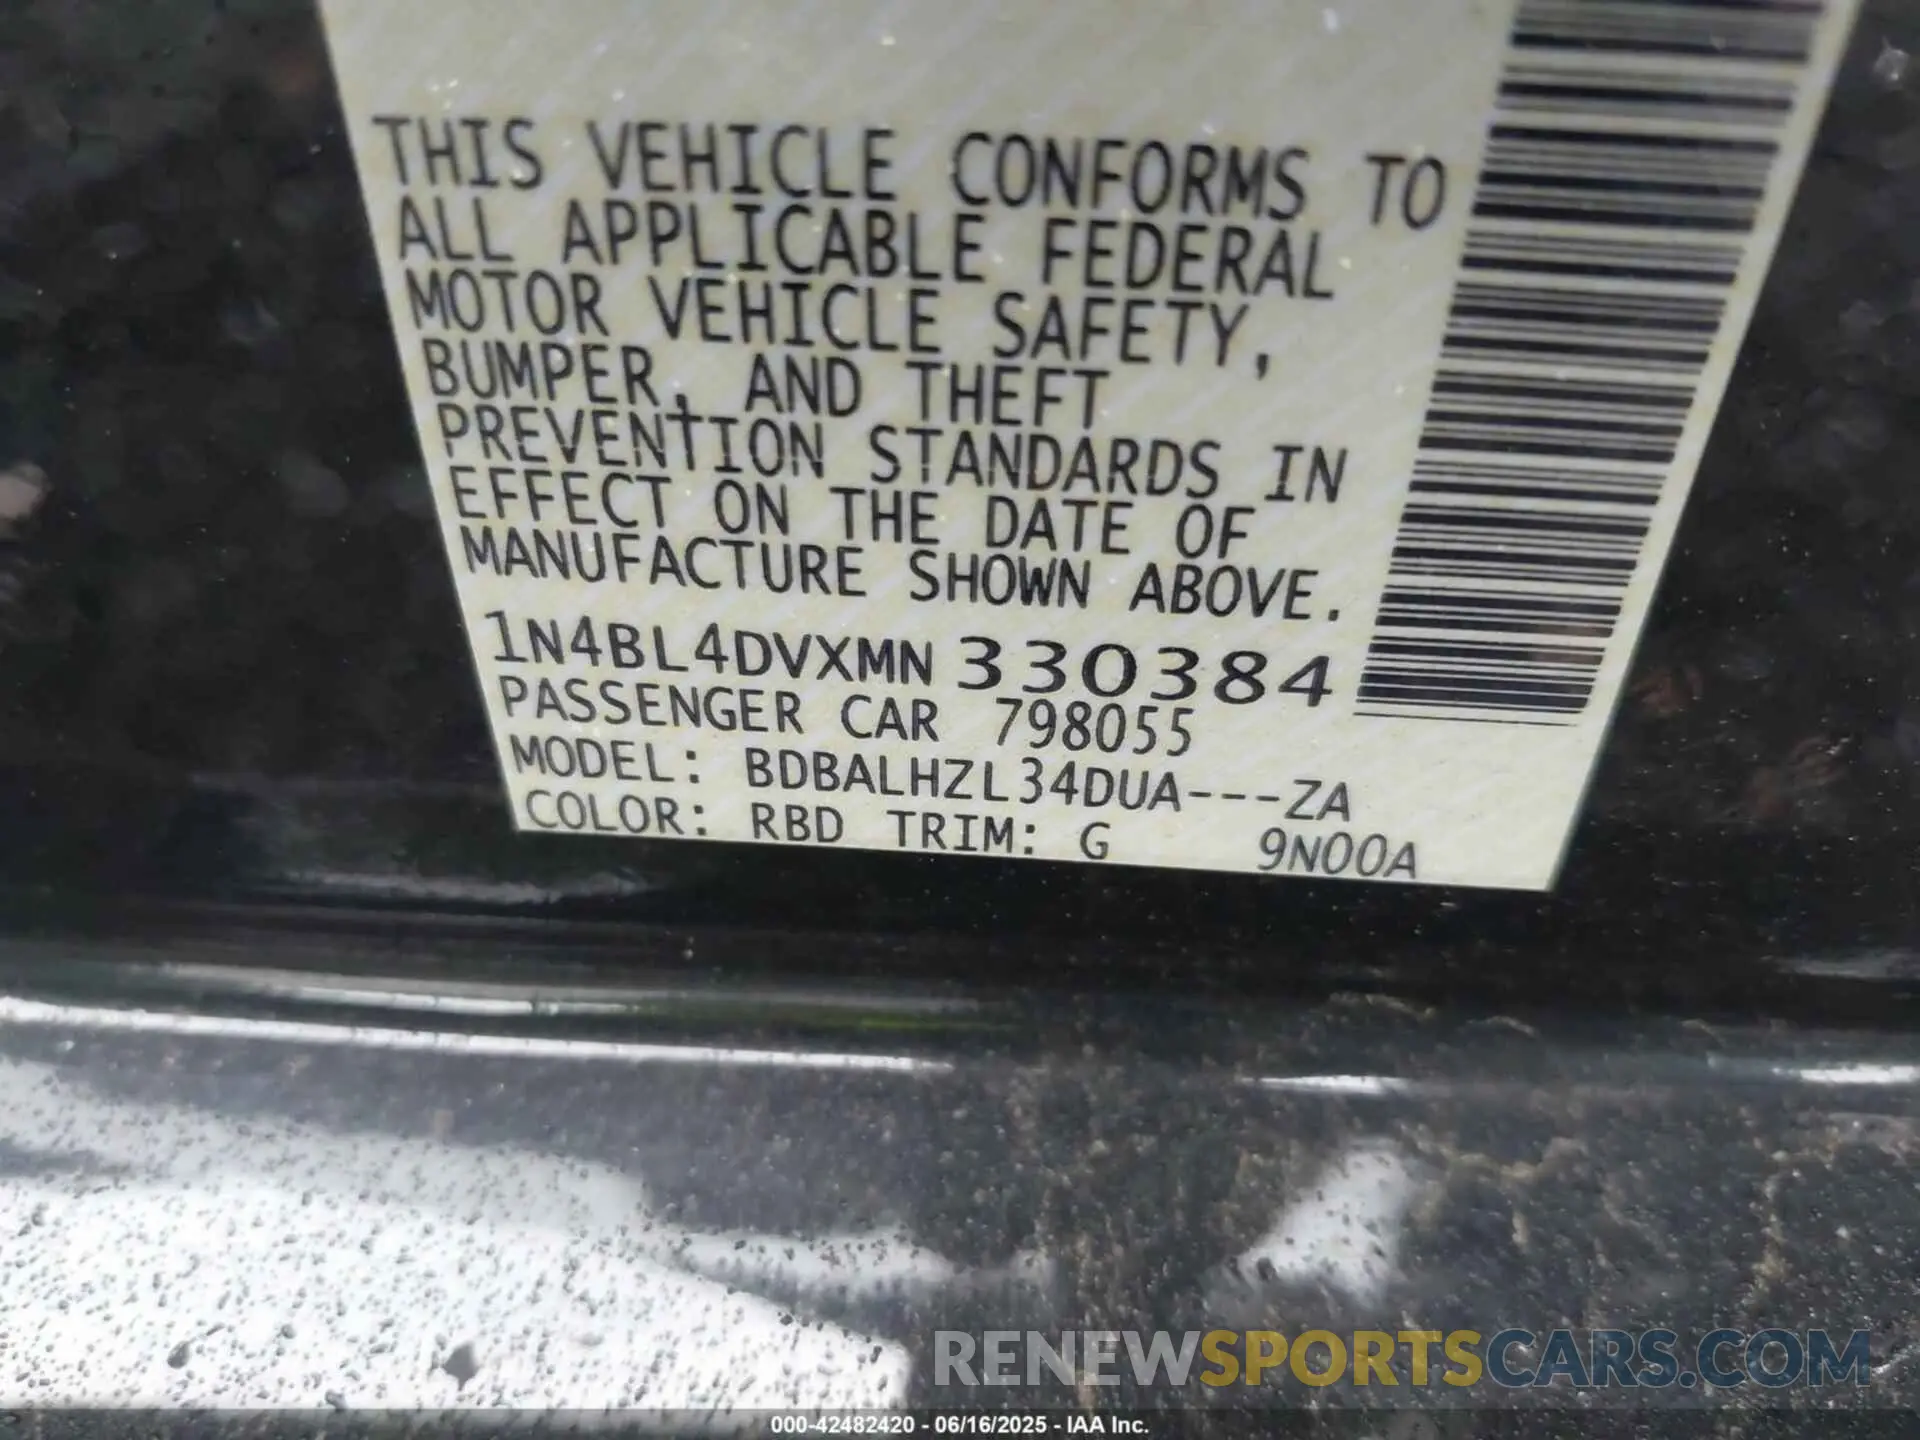 THIS VEHICLE CONFORMS TO
ALL APPLICABLE FEDERAL
MOTOR VEHICLE SAFETY,
BUMPER, AND THEFT
PREVENTION STANDARDS IN
EFFECT ON THE DATE OF
MANUFACTURE SHOWN ABOVE.
1N4BL4DVXMN330384
PASSENGER CAR 798055
MODEL: BDBALHZL34DUA---ZA
COLOR: RBD TRIM: G 9N00A
RENEWSPORTSCARS.COM
000-42482420 - 06/16/2025 - IAA Inc.